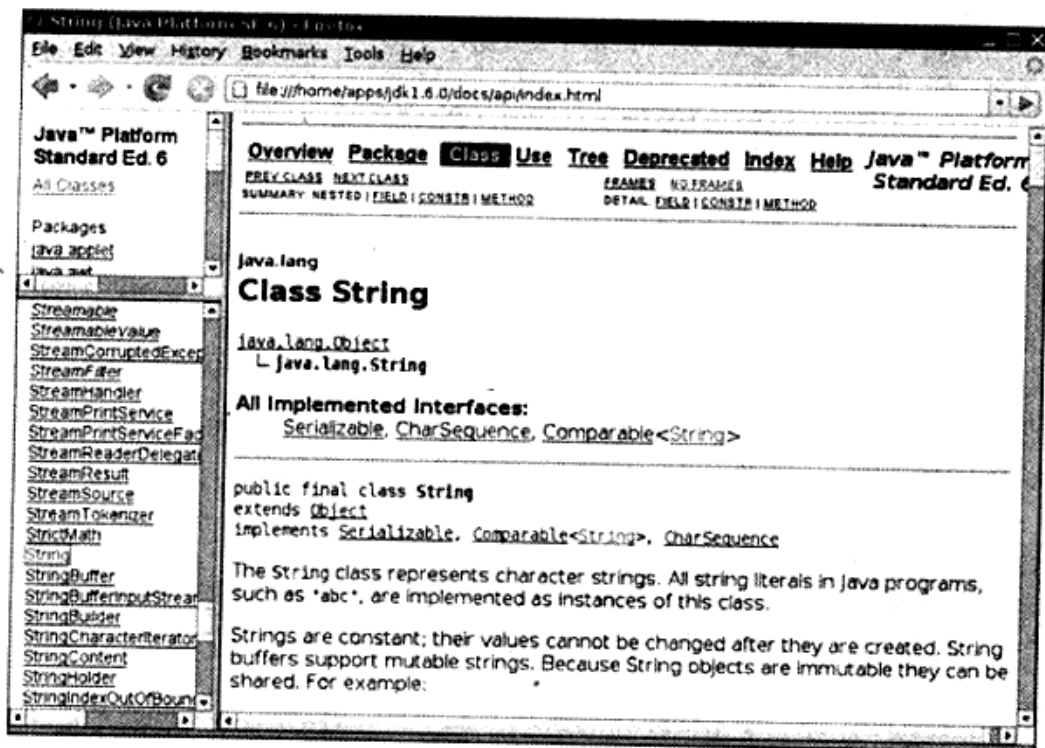 String (Java Platform SE 6) - Firefox
File Edit View History Bookmarks Tools Help
file:///home/apps/jdk1.6.0/docs/api/index.html
Java™ Platform
Standard Ed. 6
All Classes
Packages
java.applet
java.awt
Streamable
StreamableValue
StreamCorruptedExcep
StreamFilter
StreamHandler
StreamPrintService
StreamPrintServiceFac
StreamReaderDelegate
StreamResult
StreamSource
StreamTokenizer
StrictMath
String
StringBuffer
StringBufferInputStrear
StringBuilder
StringCharacterIterator
StringContent
StringHolder
StringIndexOutOfBoun
Overview Package Class Use Tree Deprecated Index Help Java™ Platform
Standard Ed. 6
PREV CLASS NEXT CLASS FRAMES NO FRAMES
SUMMARY: NESTED | FIELD | CONSTR | METHOD DETAIL: FIELD | CONSTR | METHOD
java.lang
Class String
java.lang.Object
java.lang.String
All Implemented Interfaces:
Serializable, CharSequence, Comparable<String>
public final class String
extends Object
implements Serializable, Comparable<String>, CharSequence
The String class represents character strings. All string literals in Java programs,
such as "abc", are implemented as instances of this class.
Strings are constant; their values cannot be changed after they are created. String
buffers support mutable strings. Because String objects are immutable they can be
shared. For example: